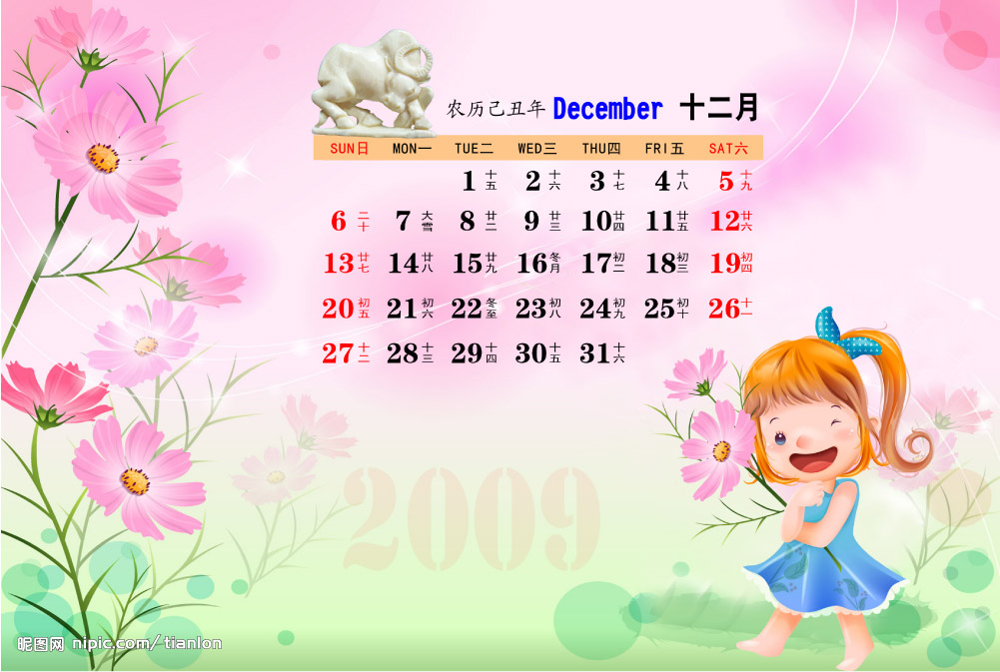 农历己丑年 December 十二月
SUN日 MON一 TUE二 WED三 THU四 FRI五 SAT六
1 十五 2 十六 3 十七 4 十八 5 十九
6 二十 7 大雪 8 廿二 9 廿三 10 廿四 11 廿五 12 廿六
13 廿七 14 廿八 15 廿九 16 冬月 17 初二 18 初三 19 初四
20 初五 21 初六 22 冬至 23 初八 24 初九 25 初十 26 十一
27 十二 28 十三 29 十四 30 十五 31 十六
2009
昵图网 nipic.com/tianlon